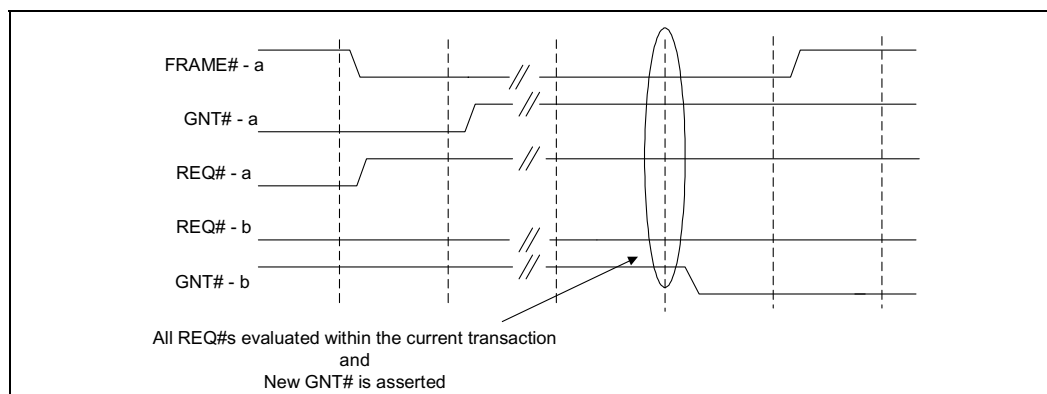 FRAME# - a
GNT# - a
REQ# - a
REQ# - b
GNT# - b
All REQ#s evaluated within the current transaction
and
New GNT# is asserted